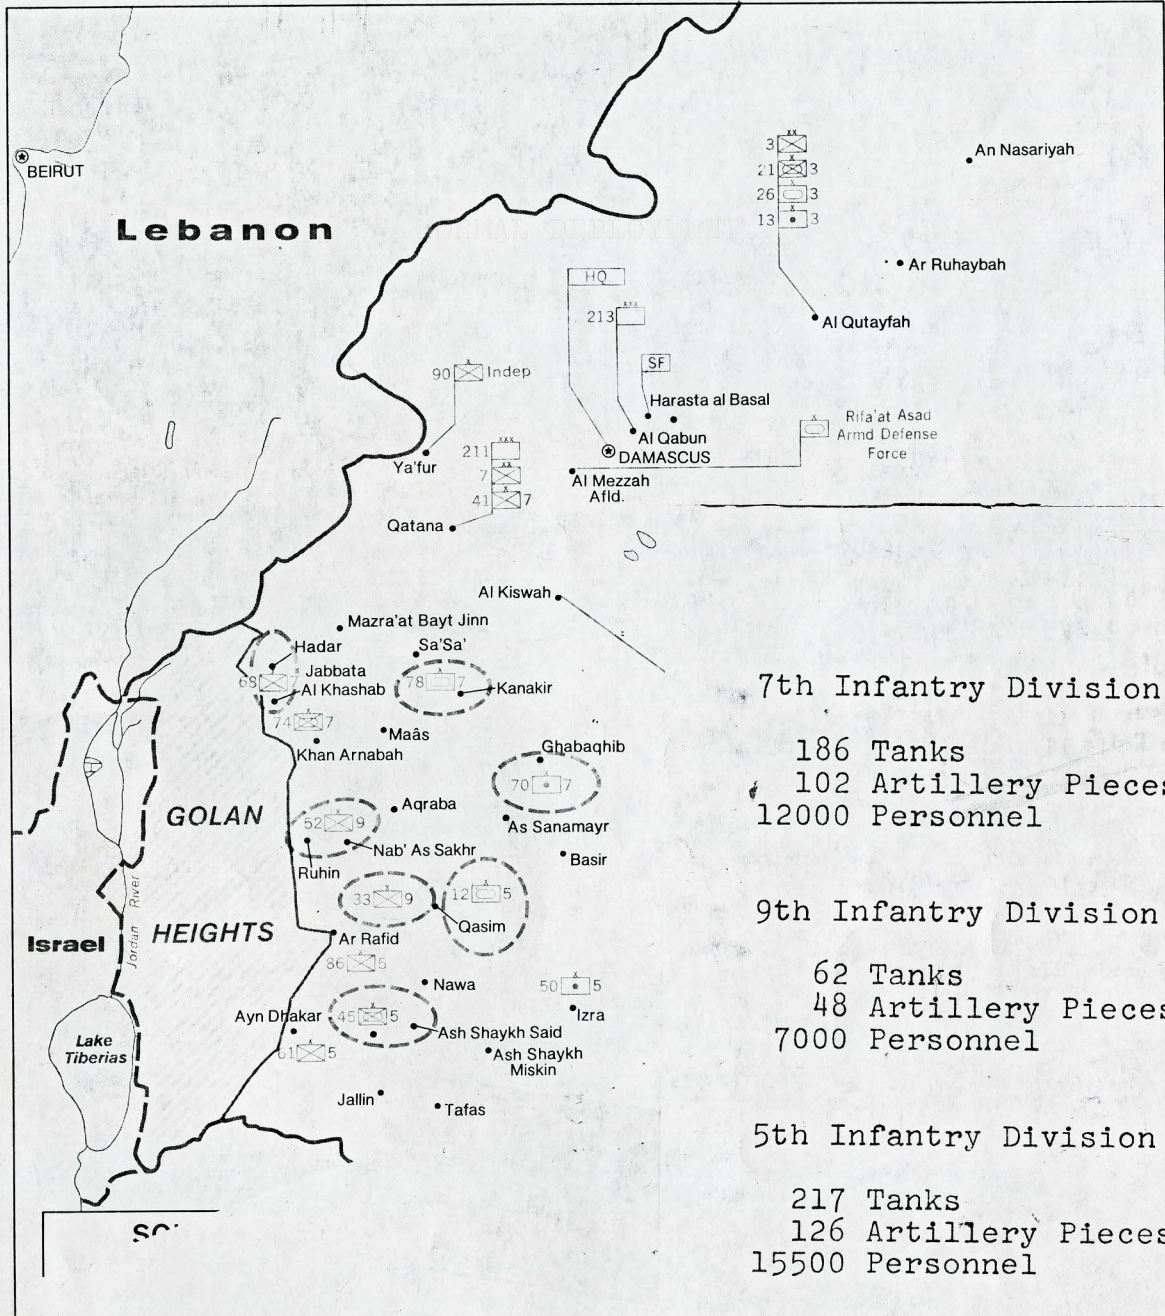 BEIRUT
Lebanon
XX
3
X
21 3
X
26 3
X
13 3
An Nasariyah
Ar Ruhaybah
Al Qutayfah
HQ
XXX
213
SF
X
90 Indep
Harasta al Basal
Al Qabun
DAMASCUS
X
Rifa'at Asad
Armd Defense
Force
Ya'fur
XXX
211
XX
7
X
41 7
Al Mezzah
Afld.
Qatana
Al Kiswah
Mazra'at Bayt Jinn
Hadar
Sa'Sa'
Jabbata
Al Khashab
X
68 7
X
78 7
Kanakir
X
74 7
Maâs
Khan Arnabah
Ghabaqhib
X
70 7
GOLAN
Aqraba
X
52 9
As Sanamayr
Nab' As Sakhr
Basir
Ruhin
X
33 9
X
12 5
Qasim
Israel
Jordan River
HEIGHTS
Ar Rafid
X
86 5
Nawa
X
50 5
Izra
Ayn Dhakar
X
45 5
Ash Shaykh Said
Lake
Tiberias
X
61 5
Ash Shaykh
Miskin
Jallin
Tafas
7th Infantry Division
186 Tanks
102 Artillery Pieces
12000 Personnel
9th Infantry Division
62 Tanks
48 Artillery Pieces
7000 Personnel
5th Infantry Division
217 Tanks
126 Artillery Pieces
15500 Personnel